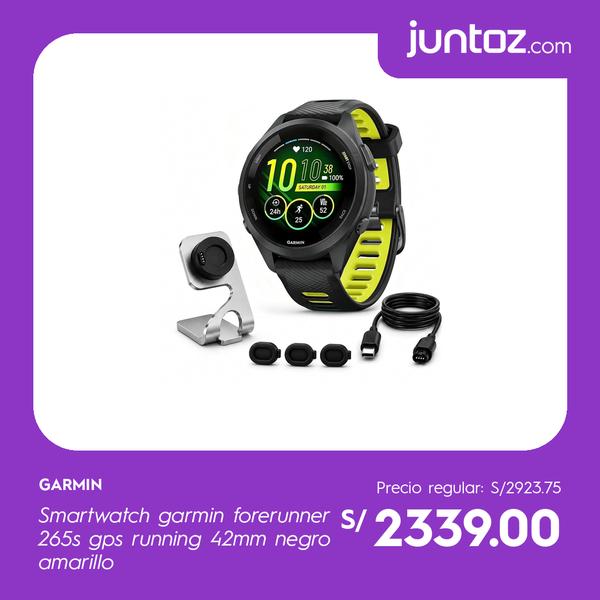 juntoz.com
120
10 10 38
100%
SATURDAY 01
24h
25
52
GARMIN
GARMIN
Precio regular: S/2923.75
Smartwatch garmin forerunner
265s gps running 42mm negro
amarillo
S/ 2339.00